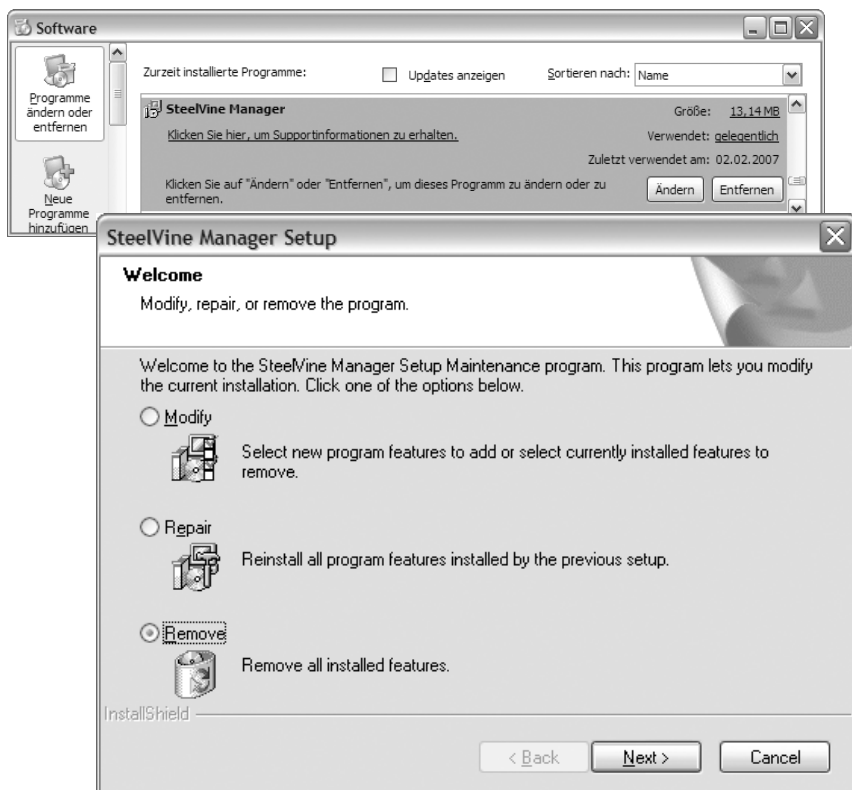 Software
Programme
ändern oder
entfernen
Neue
Programme
hinzufügen
Zurzeit installierte Programme:
Updates anzeigen
Sortieren nach: Name
SteelVine Manager
Größe: 13,14 MB
Klicken Sie hier, um Supportinformationen zu erhalten.
Verwendet: gelegentlich
Zuletzt verwendet am: 02.02.2007
Klicken Sie auf "Ändern" oder "Entfernen", um dieses Programm zu ändern oder zu
entfernen.
Ändern
Entfernen
SteelVine Manager Setup
Welcome
Modify, repair, or remove the program.
Welcome to the SteelVine Manager Setup Maintenance program. This program lets you modify
the current installation. Click one of the options below.
Modify
Select new program features to add or select currently installed features to
remove.
Repair
Reinstall all program features installed by the previous setup.
Remove
Remove all installed features.
InstallShield
< Back
Next >
Cancel